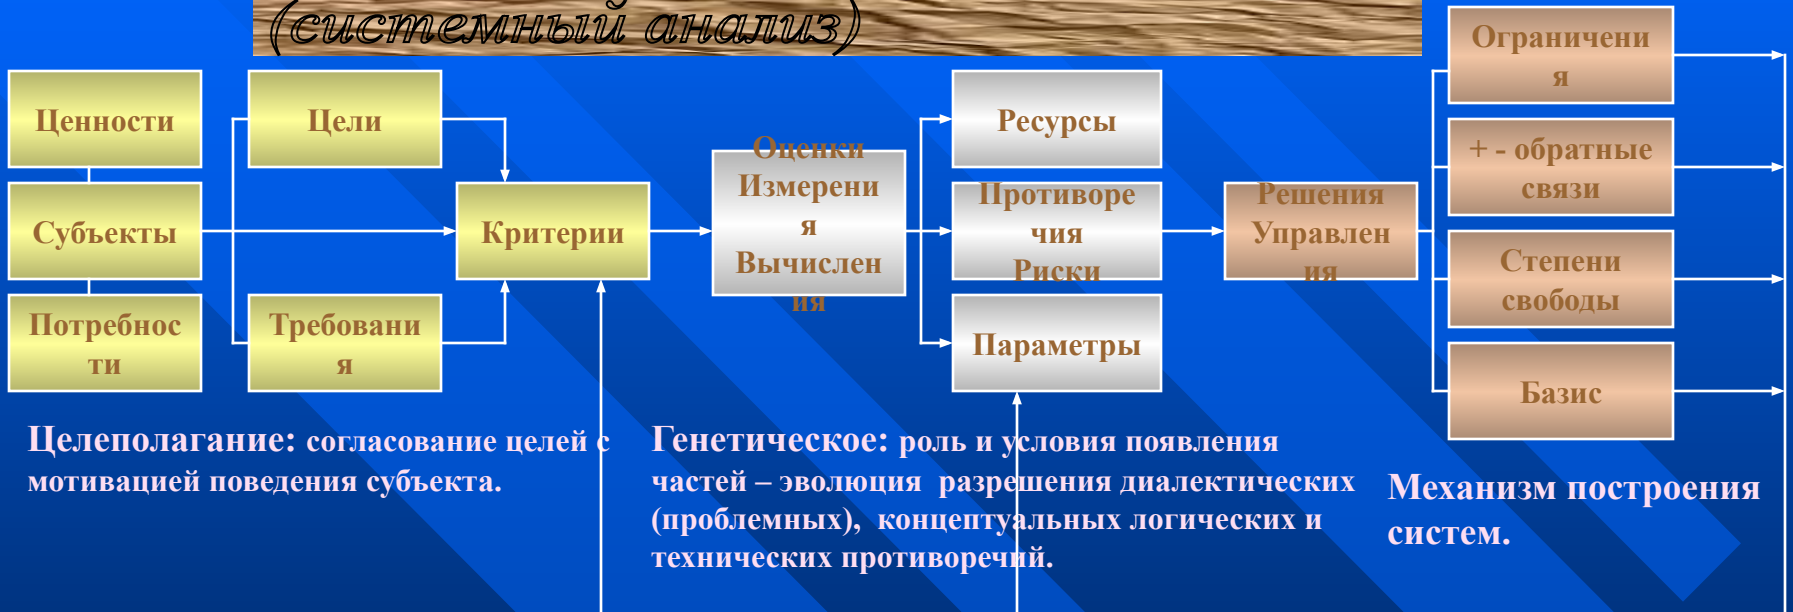 (системный анализ)
Ценности
Субъекты
Потребнос
ти
Цели
Требовани
я
Критерии
Оценки
Измерени
я
Вычислен
ия
Ресурсы
Противоре
чия
Риски
Параметры
Решения
Управлен
ия
Ограничени
я
+ - обратные
связи
Степени
свободы
Базис
Целеполагание: согласование целей с
мотивацией поведения субъекта.
Генетическое: роль и условия появления
частей – эволюция разрешения диалектических
(проблемных), концептуальных логических и
технических противоречий.
Механизм построения
систем.